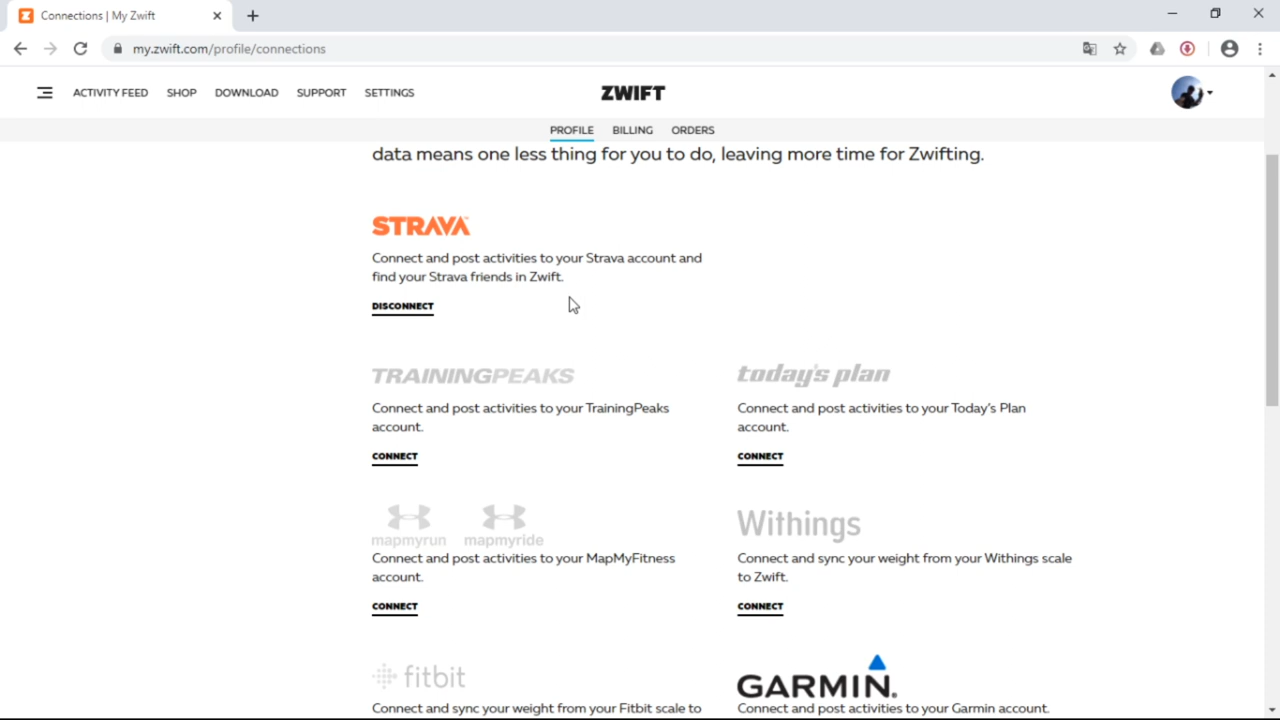 Connections | My Zwift
my.zwift.com/profile/connections
ACTIVITY FEED SHOP DOWNLOAD SUPPORT SETTINGS
ZWIFT
PROFILE BILLING ORDERS
data means one less thing for you to do, leaving more time for Zwifting.
STRAVA
Connect and post activities to your Strava account and
find your Strava friends in Zwift.
DISCONNECT
TRAININGPEAKS
Connect and post activities to your TrainingPeaks
account.
CONNECT
today's plan
Connect and post activities to your Today's Plan
account.
CONNECT
mapmyrun mapmyride
Connect and post activities to your MapMyFitness
account.
CONNECT
Withings
Connect and sync your weight from your Withings scale
to Zwift.
CONNECT
fitbit
Connect and sync your weight from your Fitbit scale to
GARMIN.
Connect and post activities to your Garmin account.